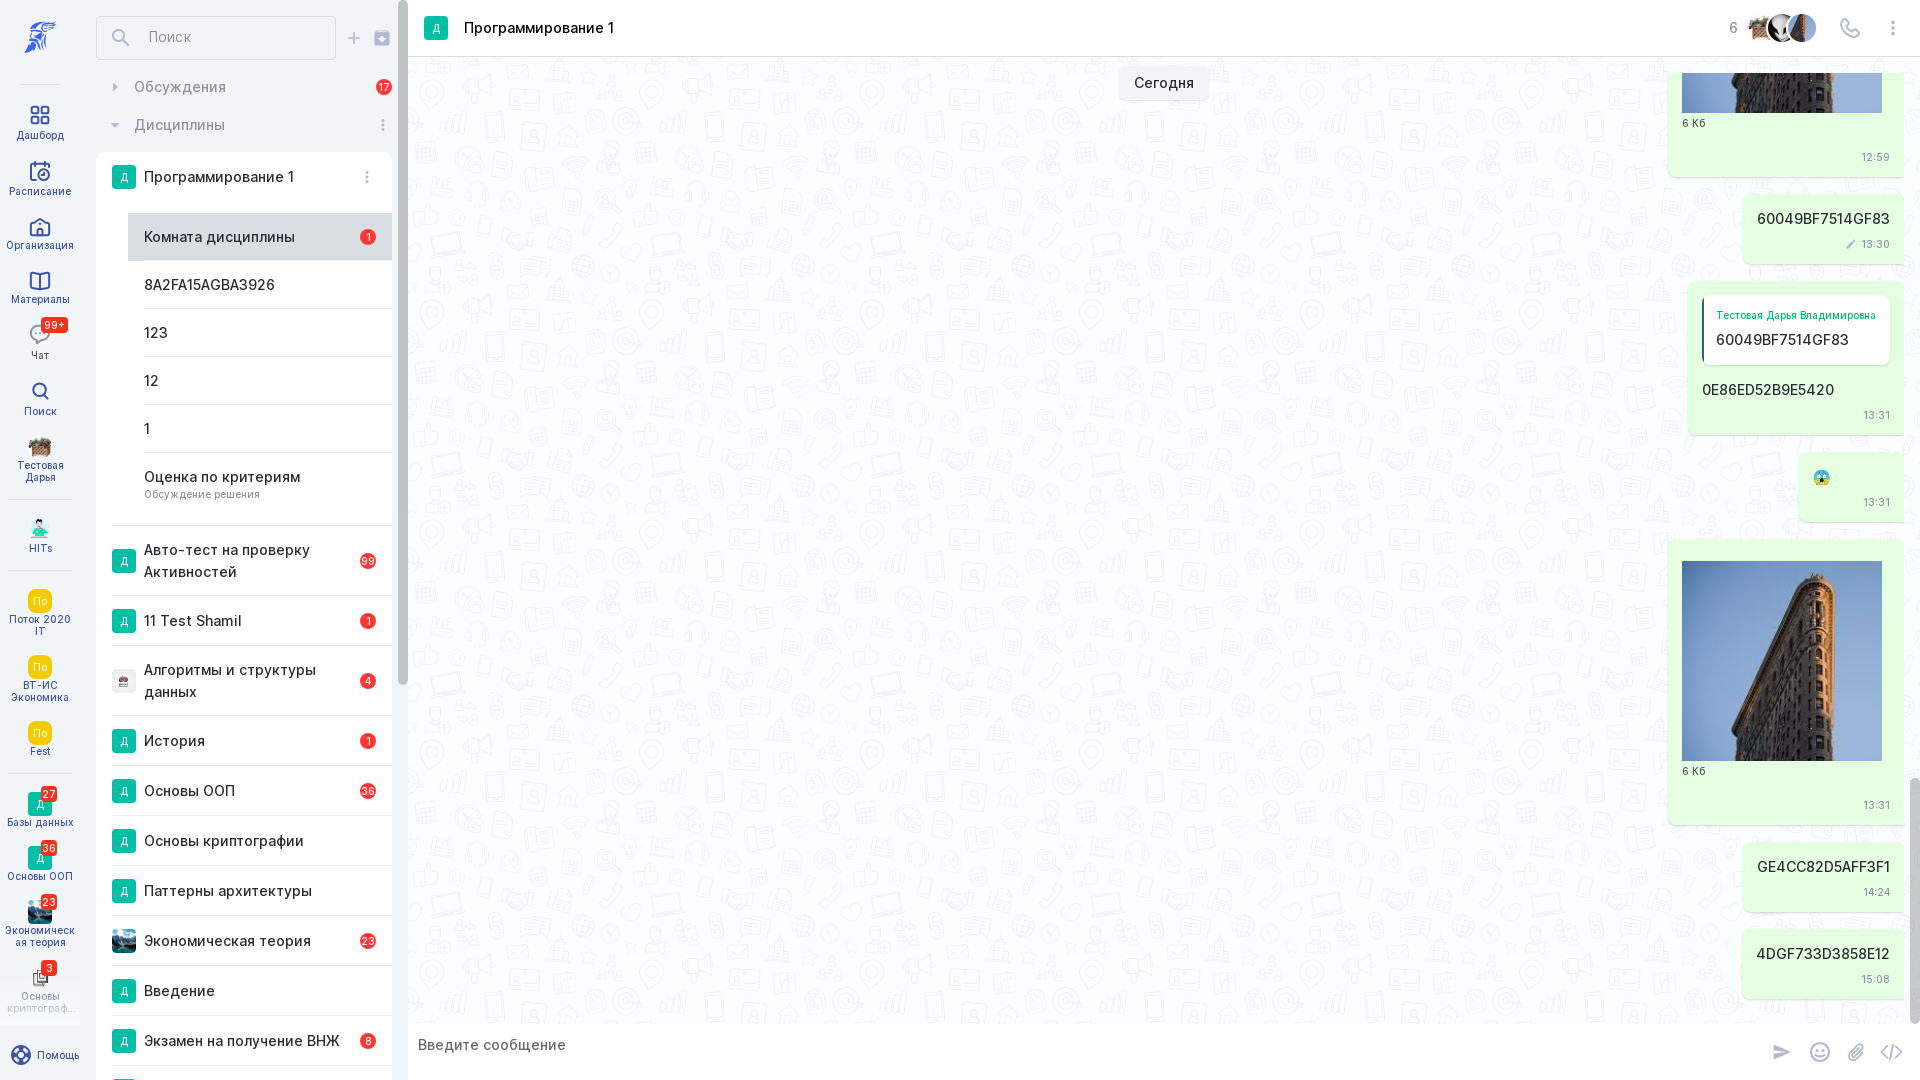 Дашборд
Расписание
Организация
Материалы
99+
Чат
Поиск
Тестовая
Дарья
HITs
По
Поток 2020
IT
По
ВТ-ИС
Экономика
По
Fest
27
Д
Базы данных
36
Д
Основы ООП
23
Экономическ
ая теория
3
Основы
криптограф...
Помощь
Поиск
Обсуждения
17
Дисциплины
Д
Программирование 1
Комната дисциплины
1
8A2FA15AGBA3926
123
12
1
Оценка по критериям
Обсуждение решения
Д
Авто-тест на проверку
Активностей
99
Д
11 Test Shamil
1
Алгоритмы и структуры
данных
4
Д
История
1
Д
Основы ООП
36
Д
Основы криптографии
Д
Паттерны архитектуры
Экономическая теория
23
Д
Введение
Д
Экзамен на получение ВНЖ
8
Д
Программирование 1
6
Сегодня
6 Кб
12:59
60049BF7514GF83
13:30
Тестовая Дарья Владимировна
60049BF7514GF83
0E86ED52B9E5420
13:31
13:31
6 Кб
13:31
GE4CC82D5AFF3F1
14:24
4DGF733D3858E12
15:08
Введите сообщение